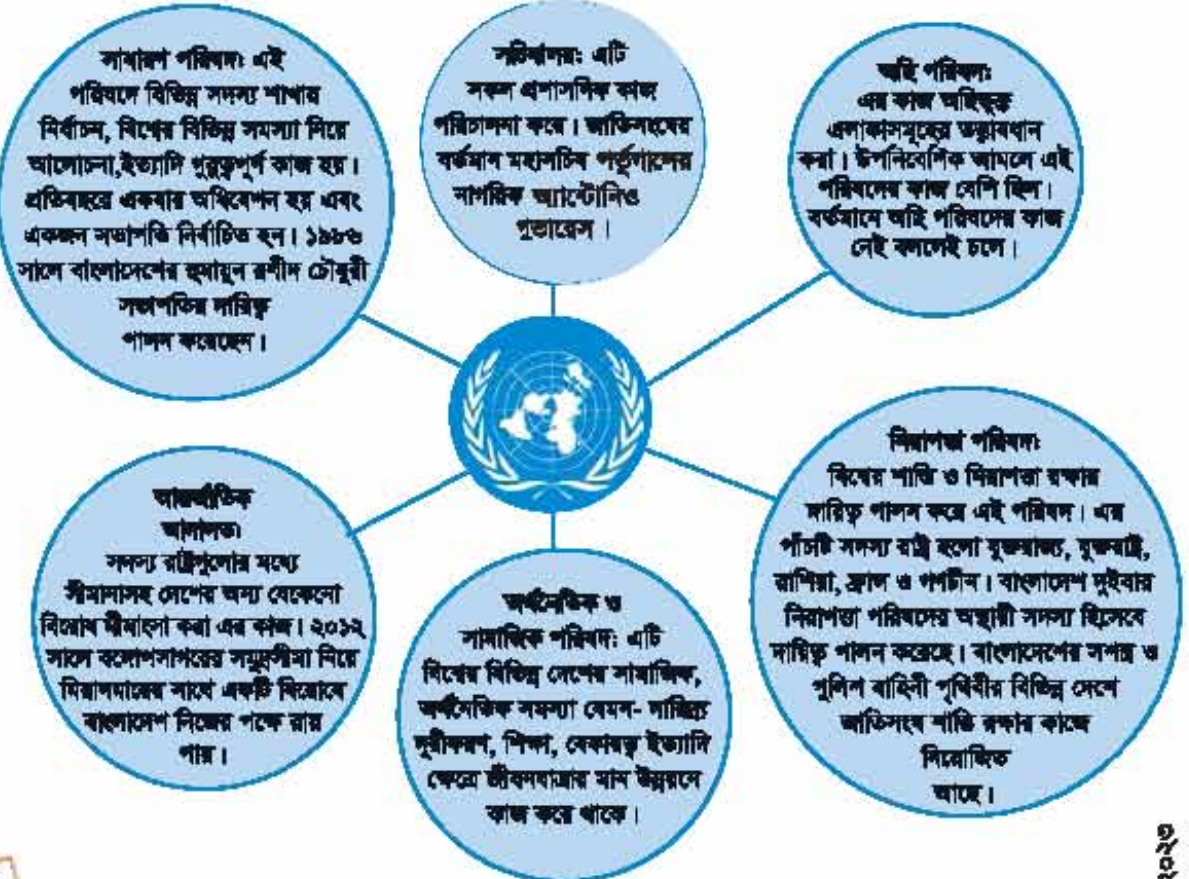 সাধারণ পরিষদঃ এই
পরিষদে বিভিন্ন সদস্য শাখার
নির্বাচন, বিশ্বের বিভিন্ন সমস্যা নিয়ে
আলোচনা,ইত্যাদি গুরুত্বপূর্ণ কাজ হয়।
প্রতিবছরে একবার অধিবেশন হয় এবং
একজন সভাপতি নির্বাচিত হন। ১৯৮৬
সালে বাংলাদেশের হুমায়ুন রশীদ চৌধুরী
সভাপতির দায়িত্ব
পালন করেছেন।
সচিবালয়: এটি
সকল প্রশাসনিক কাজ
পরিচালনা করে। জাতিসংঘের
বর্তমান মহাসচিব পর্তুগালের
নাগরিক অ্যান্টোনিও
গুতারেস ।
অছি পরিষদ:
এর কাজ অছিভুক্ত
এলাকাসমূহের তত্ত্বাবধান
করা। উপনিবেশিক আমলে এই
পরিষদের কাজ বেশি ছিল।
বর্তমানে অছি পরিষদের কাজ
নেই বললেই চলে।
আন্তর্জাতিক
আদালতঃ
সদস্য রাষ্ট্রগুলোর মধ্যে
সীমানাসহ দেশের অন্য যেকোনো
বিরোধ মীমাংসা করা এর কাজ। ২০১২
সালে বঙ্গোপসাগরের সমুদ্রসীমা নিয়ে
মিয়ানমারের সাথে একটি বিরোধে
বাংলাদেশ নিজের পক্ষে রায়
পায়।
অর্থনৈতিক ও
সামাজিক পরিষদ: এটি
বিশ্বের বিভিন্ন দেশের সামাজিক,
অর্থনৈতিক সমস্যা যেমন- দারিদ্র্য
দূরীকরণ, শিক্ষা, বেকারত্ব ইত্যাদি
ক্ষেত্রে জীবনযাত্রার মান উন্নয়নে
কাজ করে থাকে।
নিরাপত্তা পরিষদঃ
বিশ্বের শান্তি ও নিরাপত্তা রক্ষার
দায়িত্ব পালন করে এই পরিষদ। এর
পাঁচটি সদস্য রাষ্ট্র হলো যুক্তরাজ্য, যুক্তরাষ্ট্র,
রাশিয়া, ফ্রান্স ও গণচীন। বাংলাদেশ দুইবার
নিরাপত্তা পরিষদের অস্থায়ী সদস্য হিসেবে
দায়িত্ব পালন করেছে। বাংলাদেশের সশস্ত্র ও
পুলিশ বাহিনী পৃথিবীর বিভিন্ন দেশে
জাতিসংঘ শান্তি রক্ষার কাজে
নিয়োজিত
আছে।